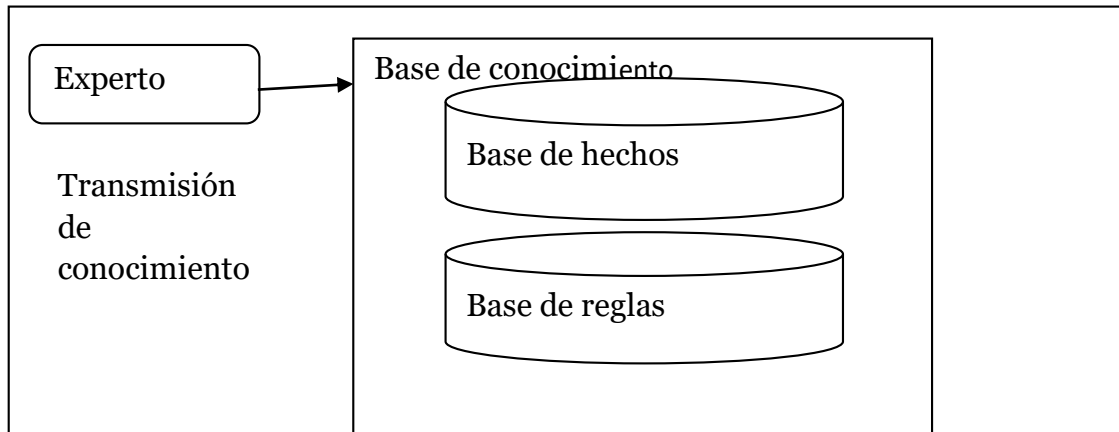 Experto
Base de conocimiento
Base de hechos
Transmisión
de
conocimiento
Base de reglas